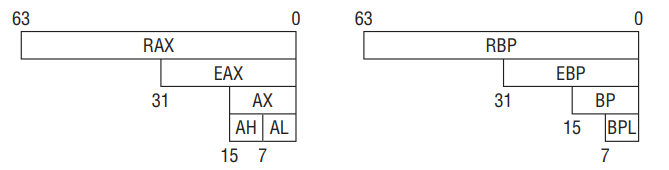 63 0 63 0
RAX RBP
EAX EBP
31 AX 31 BP
AH AL 15 BPL
15 7 7